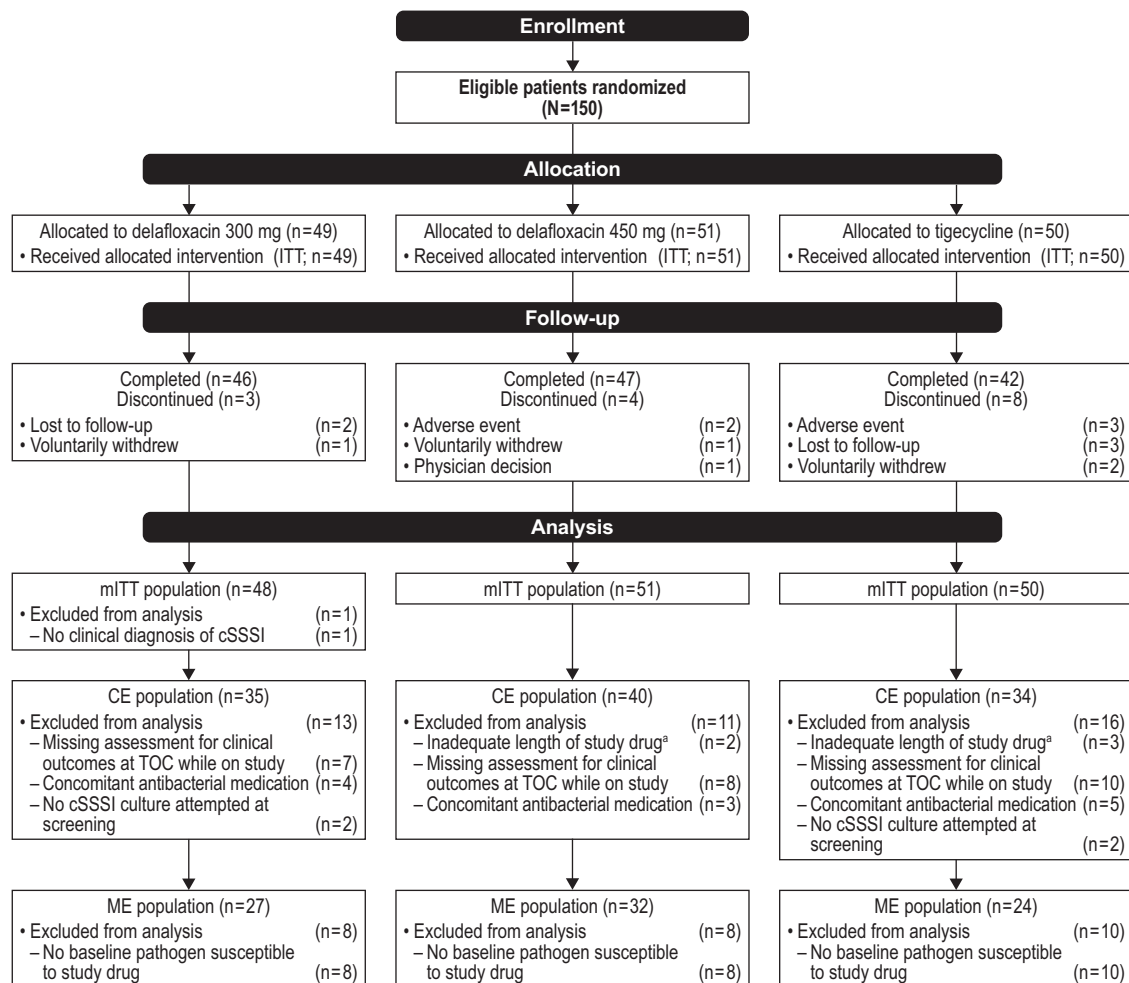 Enrollment
Eligible patients randomized
(N=150)
Allocation
Allocated to delafloxacin 300 mg (n=49)
• Received allocated intervention (ITT; n=49)
Allocated to delafloxacin 450 mg (n=51)
• Received allocated intervention (ITT; n=51)
Allocated to tigecycline (n=50)
• Received allocated intervention (ITT; n=50)
Follow-up
Completed (n=46)
Discontinued (n=3)
• Lost to follow-up (n=2)
• Voluntarily withdrew (n=1)
Completed (n=47)
Discontinued (n=4)
• Adverse event (n=2)
• Voluntarily withdrew (n=1)
• Physician decision (n=1)
Completed (n=42)
Discontinued (n=8)
• Adverse event (n=3)
• Lost to follow-up (n=3)
• Voluntarily withdrew (n=2)
Analysis
mITT population (n=48)
• Excluded from analysis (n=1)
– No clinical diagnosis of cSSSI (n=1)
mITT population (n=51)
mITT population (n=50)
CE population (n=35)
• Excluded from analysis (n=13)
– Missing assessment for clinical
outcomes at TOC while on study (n=7)
– Concomitant antibacterial medication (n=4)
– No cSSSI culture attempted at
screening (n=2)
CE population (n=40)
• Excluded from analysis (n=11)
– Inadequate length of study drugᵃ (n=2)
– Missing assessment for clinical
outcomes at TOC while on study (n=8)
– Concomitant antibacterial medication (n=3)
CE population (n=34)
• Excluded from analysis (n=16)
– Inadequate length of study drugᵃ (n=3)
– Missing assessment for clinical
outcomes at TOC while on study (n=10)
– Concomitant antibacterial medication (n=5)
– No cSSSI culture attempted at
screening (n=2)
ME population (n=27)
• Excluded from analysis (n=8)
– No baseline pathogen susceptible
to study drug (n=8)
ME population (n=32)
• Excluded from analysis (n=8)
– No baseline pathogen susceptible
to study drug (n=8)
ME population (n=24)
• Excluded from analysis (n=10)
– No baseline pathogen susceptible
to study drug (n=10)